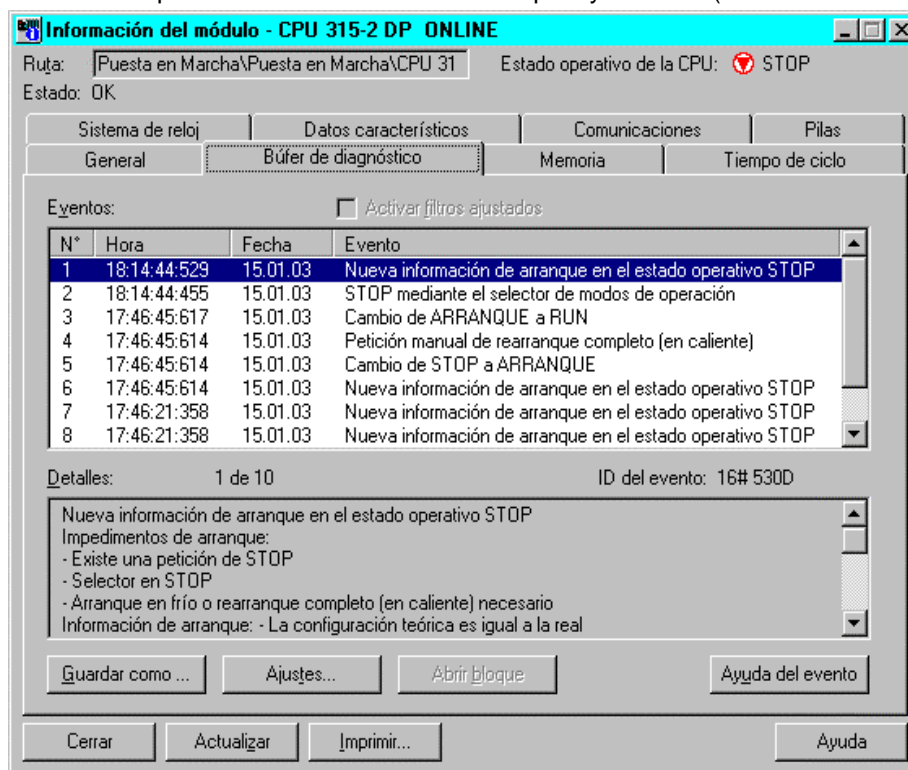 Información del módulo - CPU 315-2 DP  ONLINE
Ruta: Puesta en Marcha\Puesta en Marcha\CPU 31 Estado operativo de la CPU: STOP
Estado: OK
Sistema de reloj Datos característicos Comunicaciones Pilas
General Búfer de diagnóstico Memoria Tiempo de ciclo
Eventos: Activar filtros ajustados
N° Hora Fecha Evento
1 18:14:44:529 15.01.03 Nueva información de arranque en el estado operativo STOP
2 18:14:44:455 15.01.03 STOP mediante el selector de modos de operación
3 17:46:45:617 15.01.03 Cambio de ARRANQUE a RUN
4 17:46:45:614 15.01.03 Petición manual de rearranque completo (en caliente)
5 17:46:45:614 15.01.03 Cambio de STOP a ARRANQUE
6 17:46:45:614 15.01.03 Nueva información de arranque en el estado operativo STOP
7 17:46:21:358 15.01.03 Nueva información de arranque en el estado operativo STOP
8 17:46:21:358 15.01.03 Nueva información de arranque en el estado operativo STOP
Detalles: 1 de 10 ID del evento: 16# 530D
Nueva información de arranque en el estado operativo STOP
Impedimentos de arranque:
- Existe una petición de STOP
- Selector en STOP
- Arranque en frío o rearranque completo (en caliente) necesario
Información de arranque: - La configuración teórica es igual a la real
Guardar como ... Ajustes... Abrir bloque Ayuda del evento
Cerrar Actualizar Imprimir... Ayuda